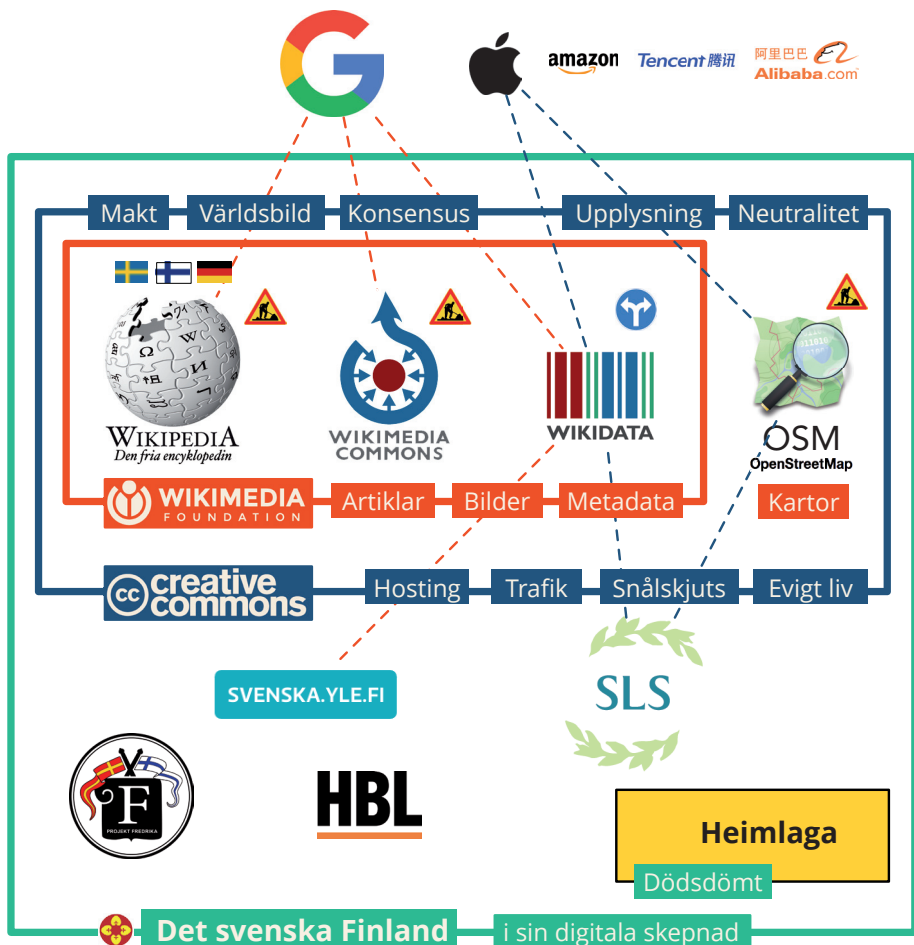 amazon
Tencent 腾讯
阿里巴巴
Alibaba.com
Makt
Världsbild
Konsensus
Upplysning
Neutralitet
WIKIPEDIA
Den fria encyklopedin
WIKIMEDIA
COMMONS
WIKIDATA
OSM
OpenStreetMap
WIKIMEDIA
FOUNDATION
Artiklar
Bilder
Metadata
Kartor
cc creative
commons
Hosting
Trafik
Snålskjuts
Evigt liv
SVENSKA.YLE.FI
SLS
F
PROJEKT FREDRIKA
HBL
Heimlaga
Dödsdömt
Det svenska Finland
i sin digitala skepnad